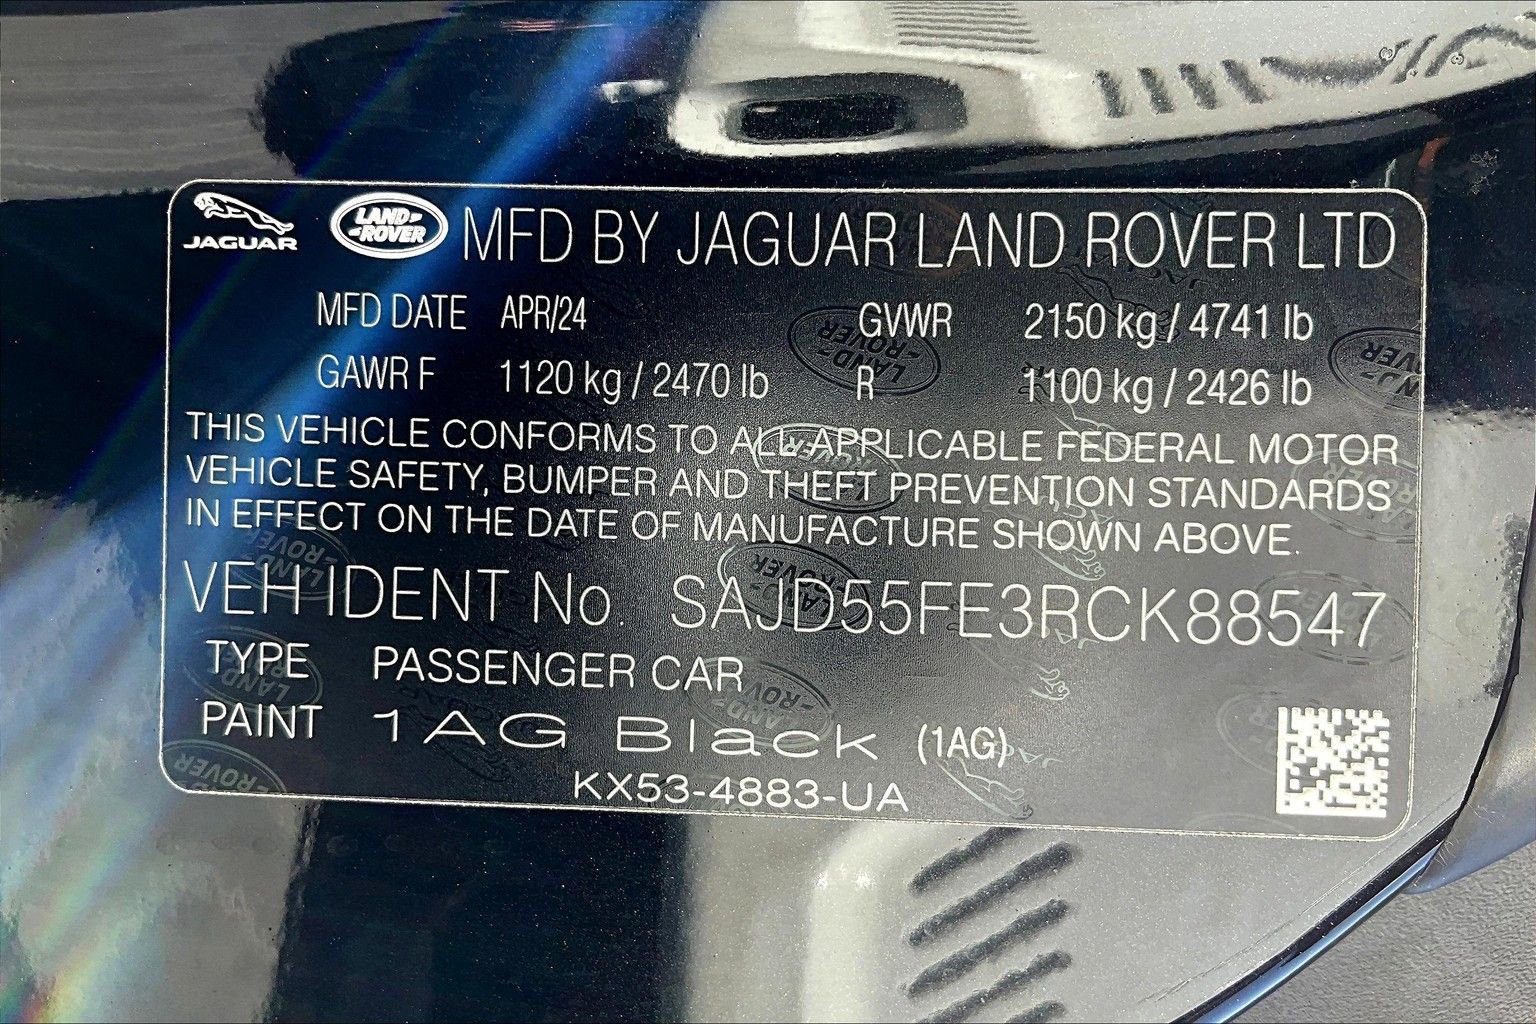 JAGUAR LAND ROVER MFD BY JAGUAR LAND ROVER LTD
MFD DATE APR/24 GVWR 2150 kg / 4741 lb
GAWR F 1120 kg / 2470 lb R 1100 kg / 2426 lb
THIS VEHICLE CONFORMS TO ALL APPLICABLE FEDERAL MOTOR
VEHICLE SAFETY, BUMPER AND THEFT PREVENTION STANDARDS
IN EFFECT ON THE DATE OF MANUFACTURE SHOWN ABOVE.
VEH IDENT No. SAJD55FE3RCK88547
TYPE PASSENGER CAR
PAINT 1AG Black (1AG)
KX53-4883-UA